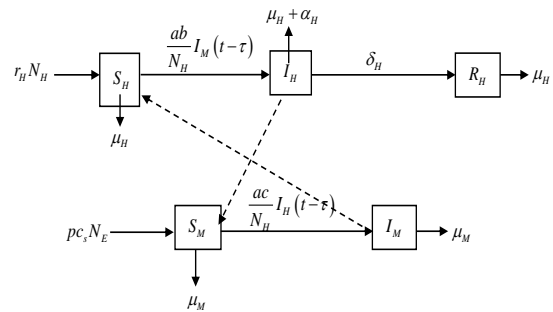 μ_H + α_H
ab/N_H I_M (t−τ)
δ_H
r_H N_H
S_H
I_H
R_H
μ_H
μ_H
ac/N_H I_H (t−τ)
pc_s N_E
S_M
I_M
μ_M
μ_M